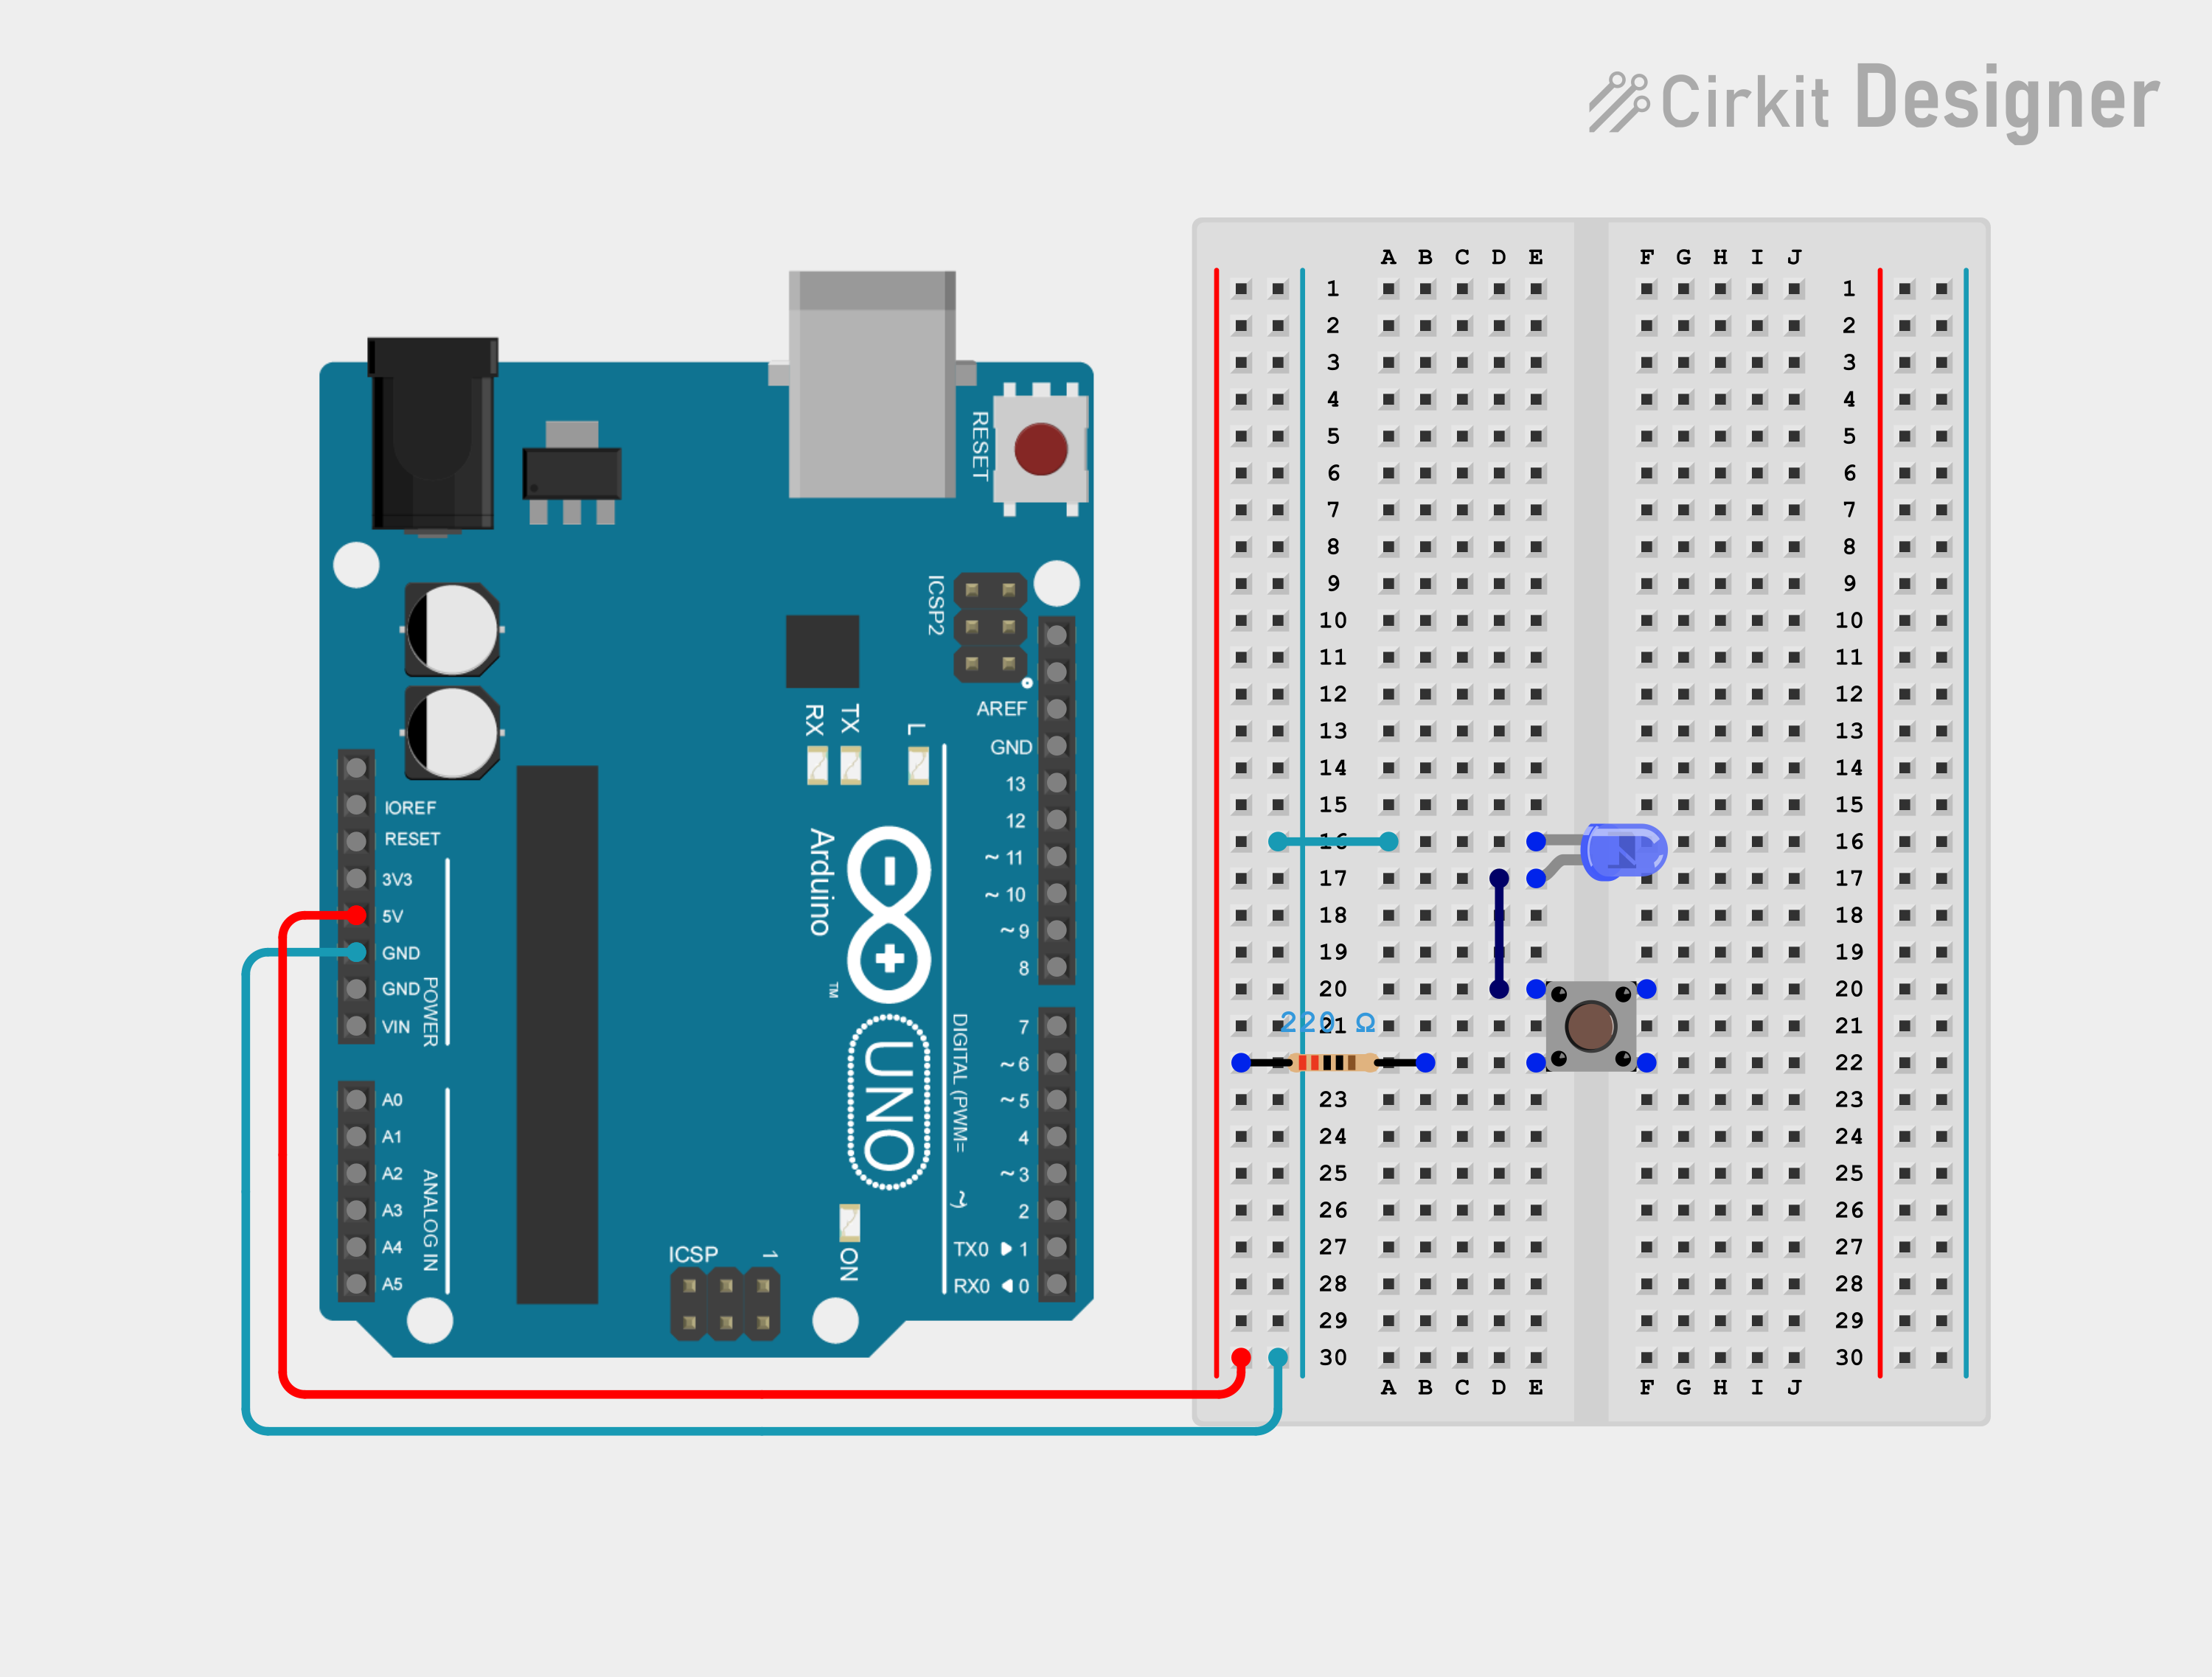 Cirkit Designer
A B C D E F G H I J
1 1
2 2
3 3
4 4
5 5
6 6
7 7
8 8
9 9
10 10
11 11
12 12
13 13
14 14
15 15
16 16
17 17
18 18
19 19
20 20
21 21
22
23 23
24 24
25 25
26 26
27 27
28 28
29 29
30 30
A B C D E F G H I J
22
220 Ω
RESET
ICSP2
AREF
GND
13
12
~ 11
~ 10
~ 9
8
7
~ 6
~ 5
4
~ 3
2
TX0 ▶ 1
RX0 ◀ 0
DIGITAL (PWM= ~)
RX
TX
L
Arduino
TM
UNO
ON
ICSP
1
IOREF
RESET
3V3
5V
GND
GND
VIN
POWER
A0
A1
A2
A3
A4
A5
ANALOG IN